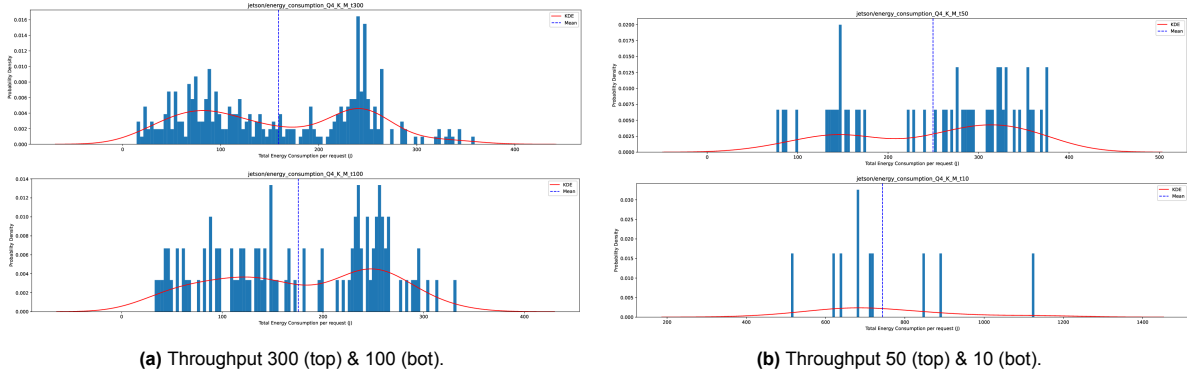 jetson/energy_consumption_Q4_K_M_t300
0.016
0.014
0.012
0.010
0.008
0.006
0.004
0.002
0.000
Probability Density
KDE
Mean
0 100 200 300 400
Total Energy Consumption per request (J)
jetson/energy_consumption_Q4_K_M_t100
0.014
0.012
0.010
0.008
0.006
0.004
0.002
0.000
Probability Density
KDE
Mean
0 100 200 300 400
Total Energy Consumption per request (J)
(a) Throughput 300 (top) & 100 (bot).
jetson/energy_consumption_Q4_K_M_t50
0.0200
0.0175
0.0150
0.0125
0.0100
0.0075
0.0050
0.0025
0.0000
Probability Density
KDE
Mean
0 100 200 300 400 500
Total Energy Consumption per request (J)
jetson/energy_consumption_Q4_K_M_t10
0.030
0.025
0.020
0.015
0.010
0.005
0.000
Probability Density
KDE
Mean
200 400 600 800 1000 1200 1400
Total Energy Consumption per request (J)
(b) Throughput 50 (top) & 10 (bot).